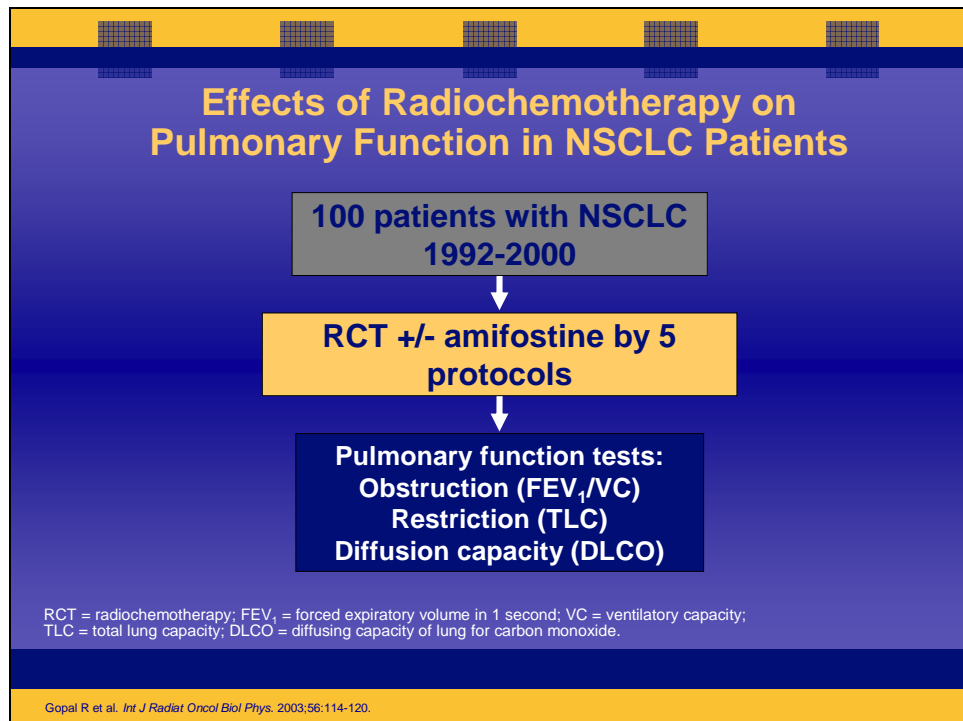 Effects of Radiochemotherapy on
Pulmonary Function in NSCLC Patients
100 patients with NSCLC
1992-2000
RCT +/- amifostine by 5
protocols
Pulmonary function tests:
Obstruction (FEV₁/VC)
Restriction (TLC)
Diffusion capacity (DLCO)
RCT = radiochemotherapy; FEV₁ = forced expiratory volume in 1 second; VC = ventilatory capacity;
TLC = total lung capacity; DLCO = diffusing capacity of lung for carbon monoxide.
Gopal R et al. Int J Radiat Oncol Biol Phys. 2003;56:114-120.